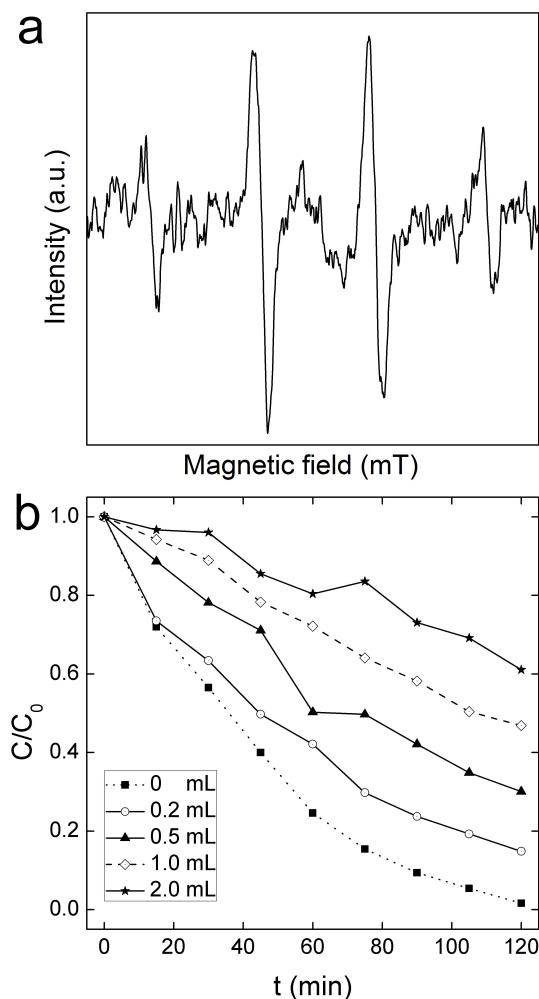 a
Intensity (a.u.)
Magnetic field (mT)
b
1.0
0.8
0.6
0.4
0.2
0.0
C/C0
0 mL
0.2 mL
0.5 mL
1.0 mL
2.0 mL
0 20 40 60 80 100 120
t (min)